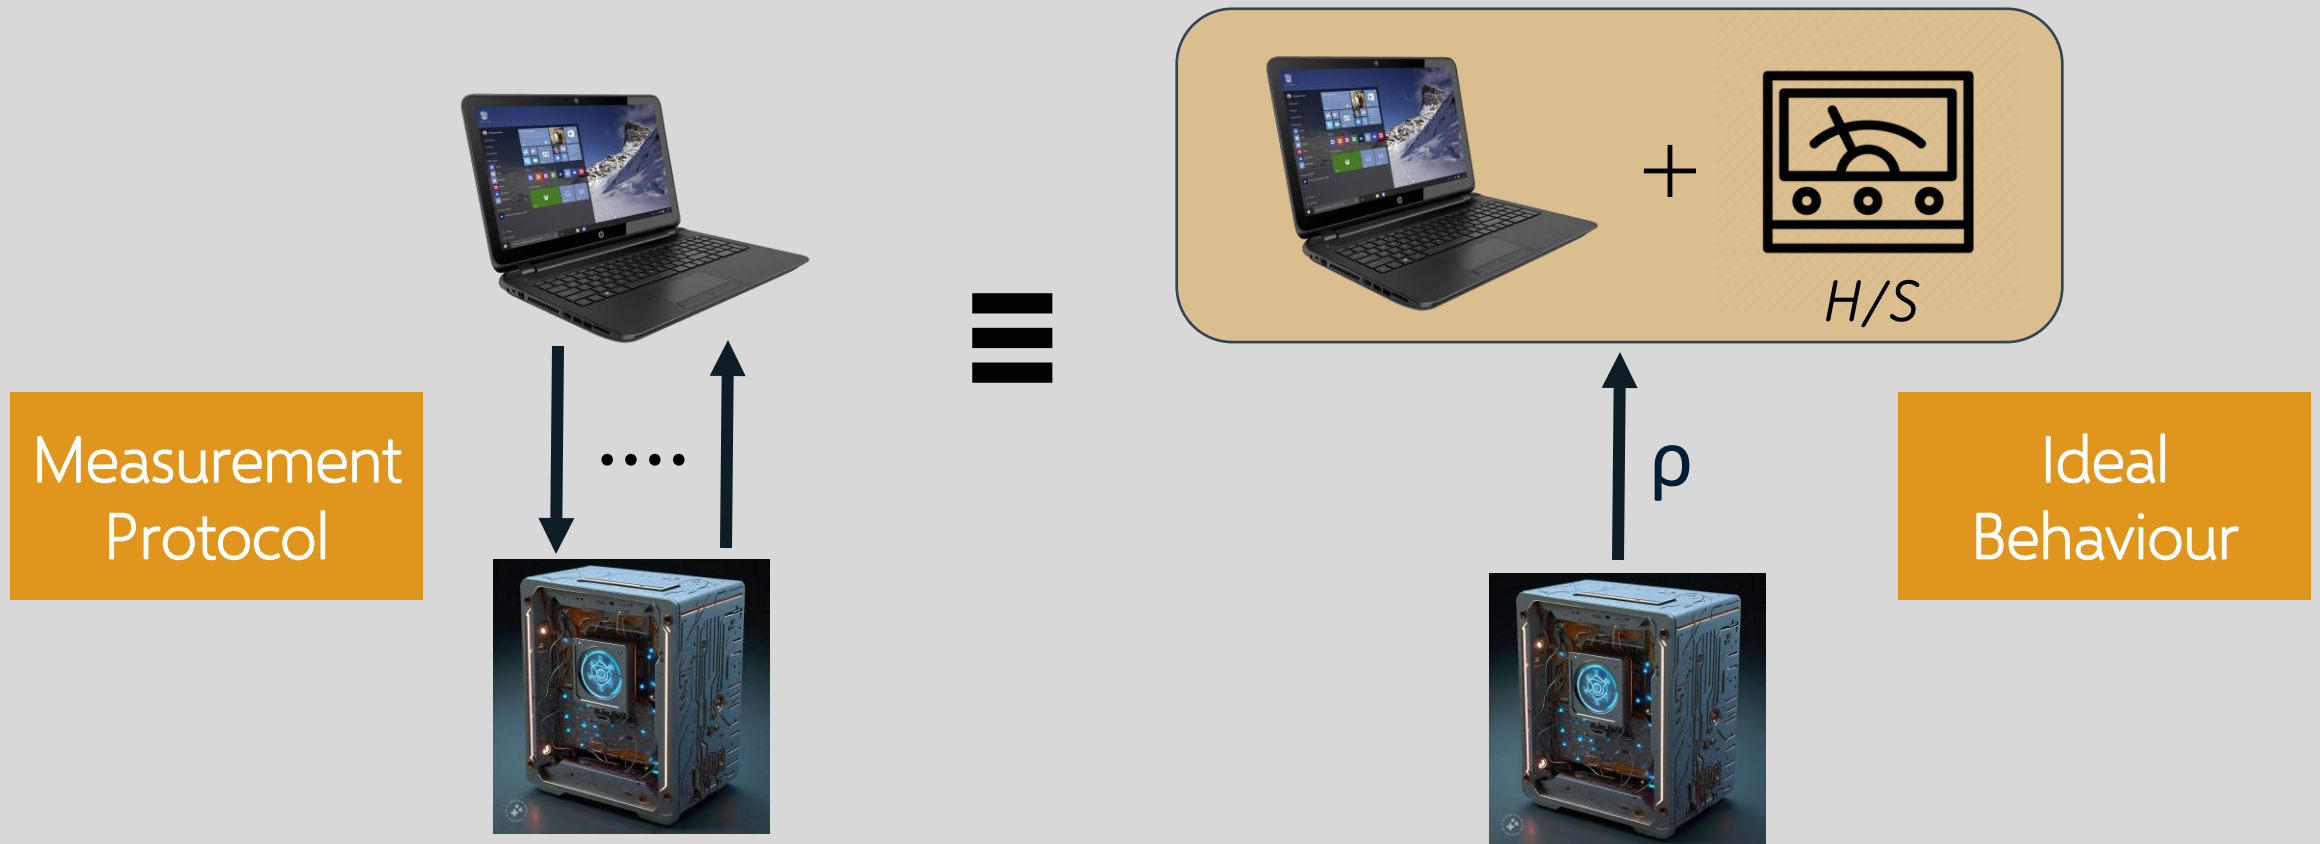 H/S
Measurement
Protocol
....
ρ
Ideal
Behaviour